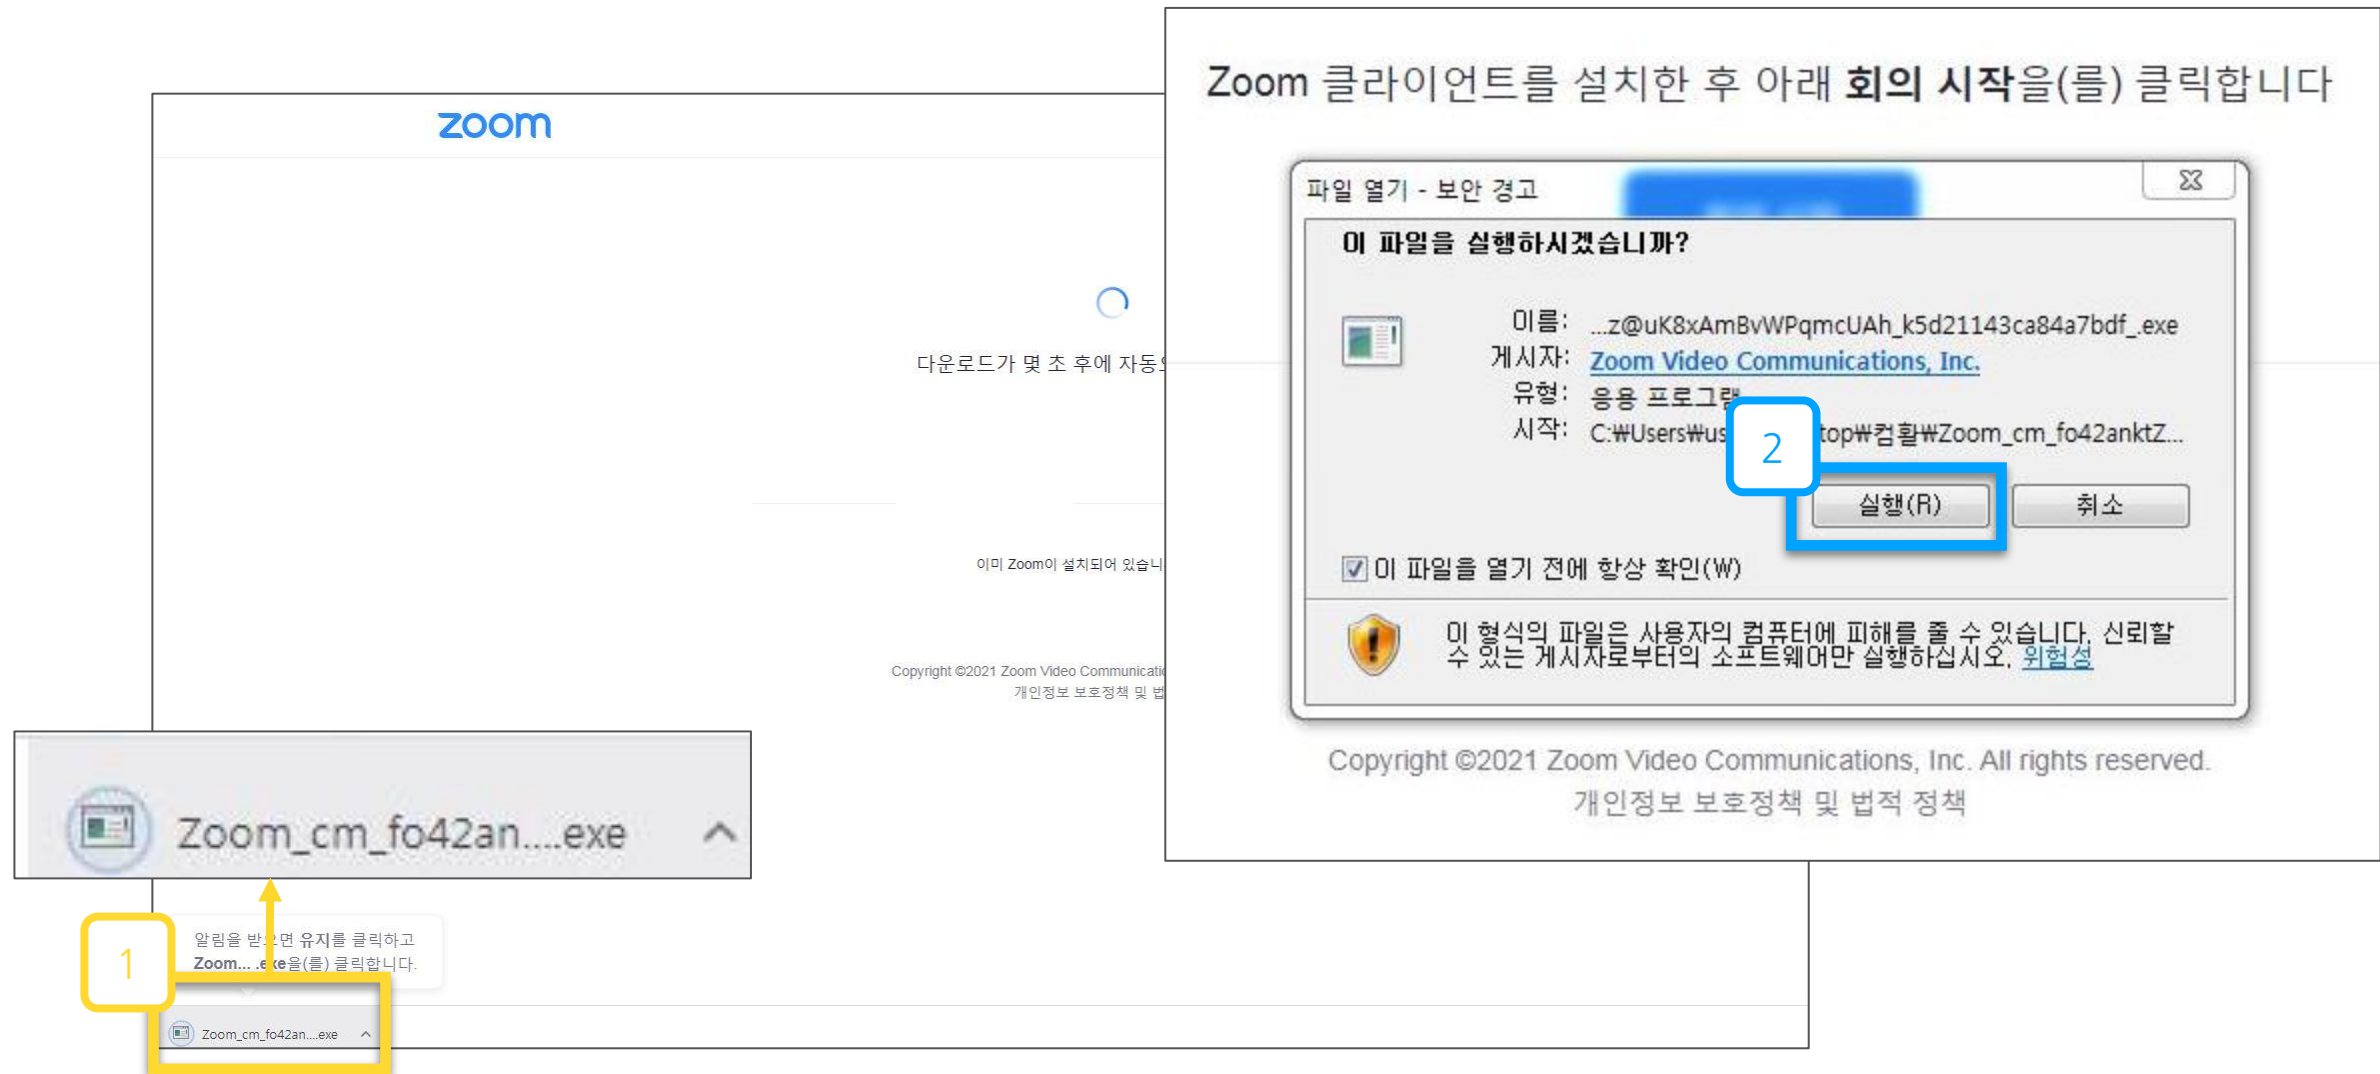 zoom
다운로드가 몇 초 후에
이미 Zoom이 설치되어
Copyright ©2021 Zoom Video
개인정보 보호정책 및
Zoom_cm_fo42an....exe
1
알림을 받으면 유지를 클릭하고
Zoom... .exe을(를) 클릭합니다.
Zoom_cm_fo42an....exe
Zoom 클라이언트를 설치한 후 아래 회의 시작을(를) 클릭합니다
파일 열기 - 보안 경고
이 파일을 실행하시겠습니까?
이름: ...z@uK8xAmBvWPqmcUAh_k5d21143ca84a7bdf_.exe
게시자: Zoom Video Communications, Inc.
유형: 응용 프로그램
시작: C:₩Users₩us top₩컴활₩Zoom_cm_fo42anktZ...
2
실행(R) 취소
이 파일을 열기 전에 항상 확인(W)
이 형식의 파일은 사용자의 컴퓨터에 피해를 줄 수 있습니다. 신뢰할
수 있는 게시자로부터의 소프트웨어만 실행하십시오. 위험성
Copyright ©2021 Zoom Video Communications, Inc. All rights reserved.
개인정보 보호정책 및 법적 정책